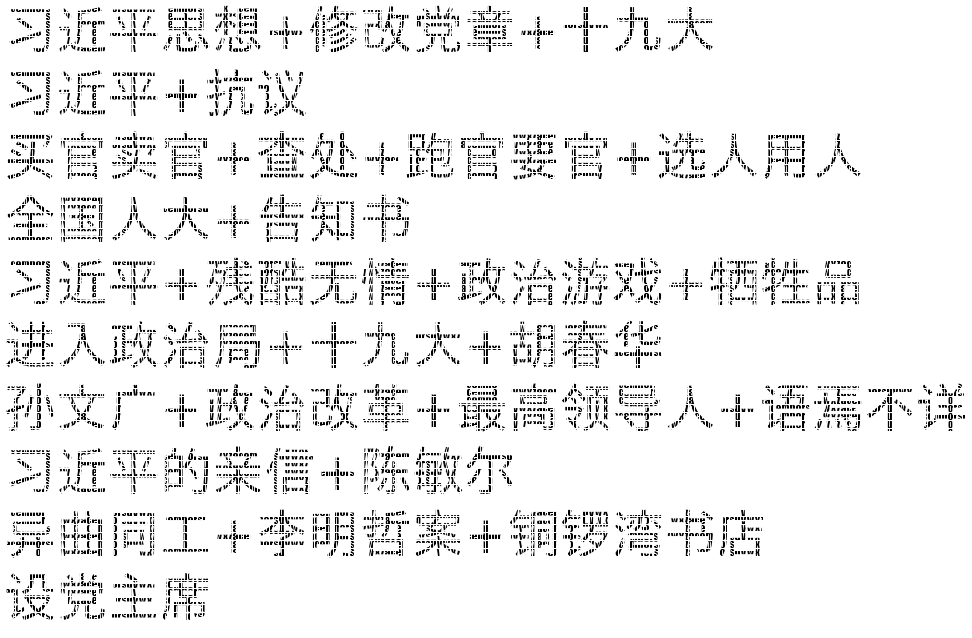 习近平思想+修改党章+十九大
习近平+抗议
买官卖官+查处+跑官要官+选人用人
全国人大+告知书
习近平+残酷无情+政治游戏+牺牲品
进入政治局+十九大+胡春华
孙文广+政治改革+最高领导人+语焉不详
习近平的亲信+陈敏尔
异曲同工+李明哲案+铜锣湾书店
设党主席